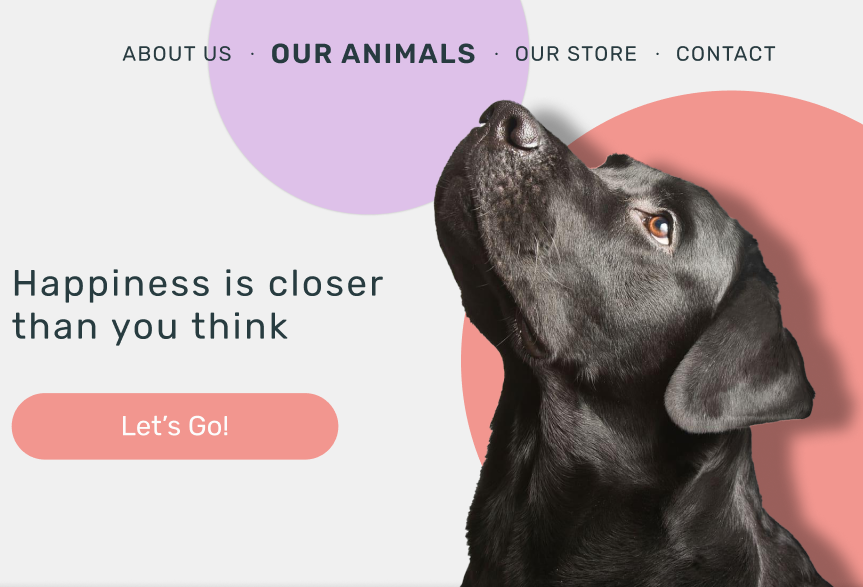 ABOUT US · OUR ANIMALS · OUR STORE · CONTACT
Happiness is closer
than you think
Let's Go!